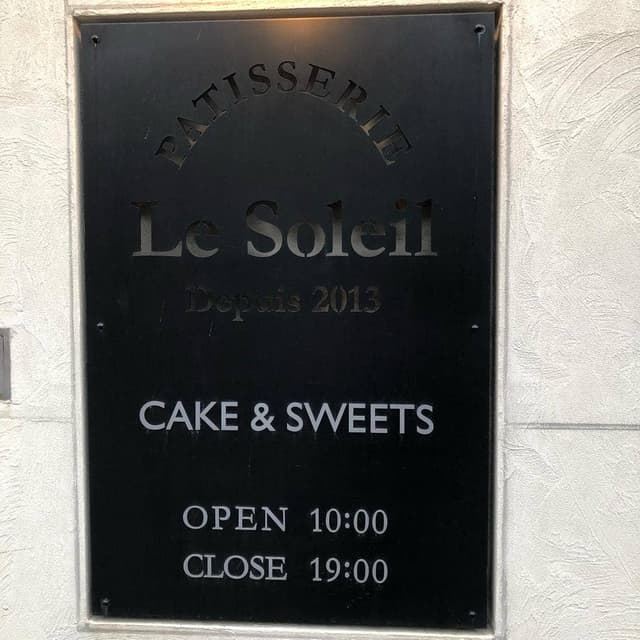 PATISSERIE
Le Soleil
Depuis 2013
CAKE & SWEETS
OPEN 10:00
CLOSE 19:00